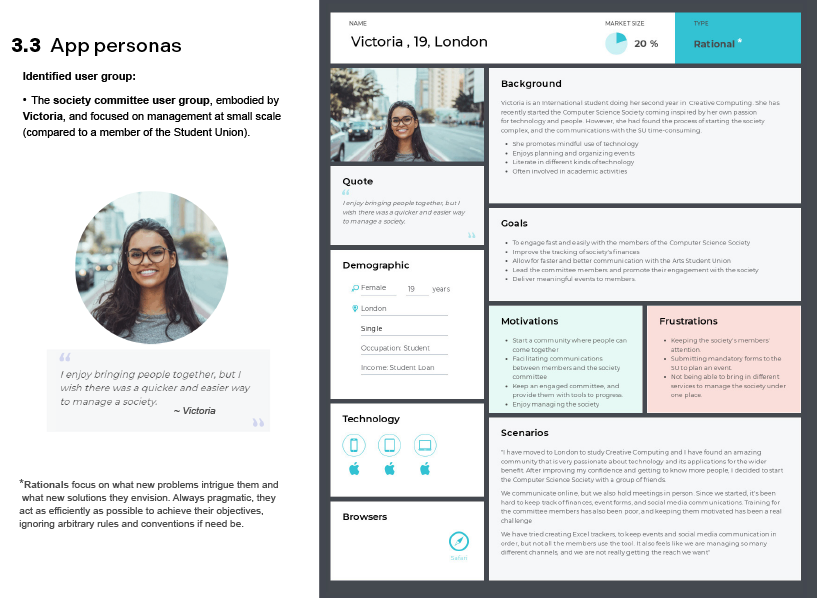 3.3 App personas
Identified user group:
• The society committee user group, embodied by
Victoria, and focused on management at small scale
(compared to a member of the Student Union).
“
I enjoy bringing people together, but I
wish there was a quicker and easier way
to manage a society.
~ Victoria
”
*Rationals focus on what new problems intrigue them and
what new solutions they envision. Always pragmatic, they
act as efficiently as possible to achieve their objectives,
ignoring arbitrary rules and conventions if need be.
NAME
Victoria , 19, London
MARKET SIZE
20 %
TYPE
Rational *
Quote
“
I enjoy bringing people together, but I
wish there was a quicker and easier way
to manage a society.
”
Demographic
Female 19 years
London
Single
Occupation: Student
Income: Student Loan
Technology
Browsers
Safari
Background
Victoria is an International student doing her second year in Creative Computing. She has
recently started the Computer Science Society coming inspired by her own passion
for technology and people. However, she had found the process of starting the society
complex, and the communications with the SU time-consuming.
• She promotes mindful use of technology
• Enjoys planning and organizing events
• Literate in different kinds of technology
• Often involved in academic activities
Goals
• To engage fast and easily with the members of the Computer Science Society
• Improve the tracking of society's finances
• Allow for faster and better communication with the Arts Student Union
• Lead the committee members and promote their engagement with the society
• Deliver meaningful events to members.
Motivations
• Start a community where people can
come together
• Facilitating communications
between members and the society
committee
• Keep an engaged committee, and
provide them with tools to progress
• Enjoy managing the society
Frustrations
• Keeping the society's members
attention
• Submitting mandatory forms to the
SU to plan an event.
• Not being able to bring in different
services to manage the society under
one place.
Scenarios
"I have moved to London to study Creative Computing and I have found an amazing
community that is very passionate about technology and its applications for the wider
benefit. After improving my confidence and getting to know more people, I decided to start
the Computer Science Society with a group of friends.
We communicate online, but we also hold meetings in person. Since we started, it's been
hard to keep track of finances, event forms, and social media communications. Training for
the committee members has also been poor, and keeping them motivated has been a real
challenge
We have tried creating Excel trackers, to keep events and social media communication in
order, but not all the members use the tool. It also feels like we are managing so many
different channels, and we are not really getting the reach we want"